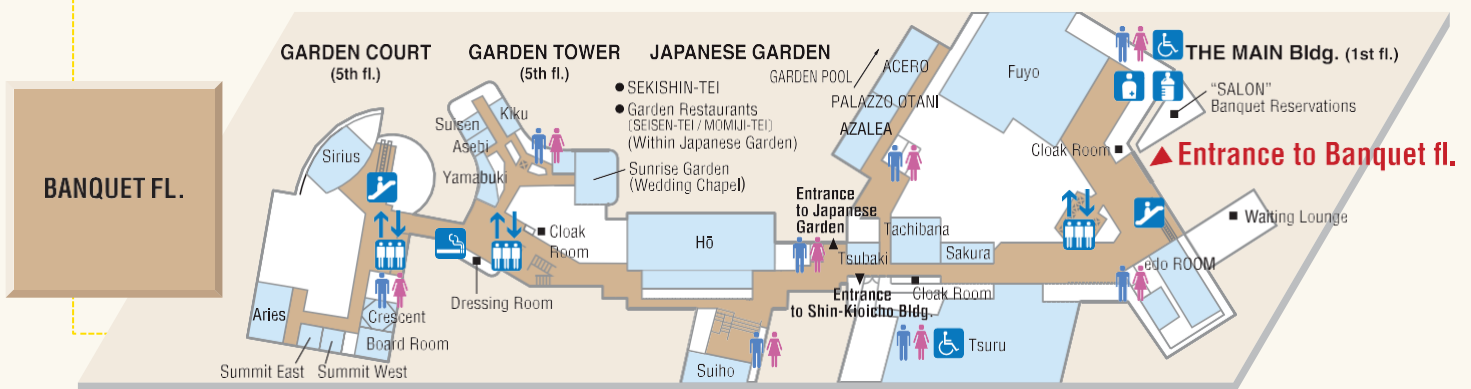 BANQUET FL.
GARDEN COURT
(5th fl.)
GARDEN TOWER
(5th fl.)
JAPANESE GARDEN
● SEKISHIN-TEI
● Garden Restaurants
(SEISEN-TEI / MOMIJI-TEI)
(Within Japanese Garden)
Sunrise Garden
(Wedding Chapel)
GARDEN POOL
ACERO
PALAZZO OTANI
AZALEA
Fuyo
THE MAIN Bldg. (1st fl.)
"SALON"
Banquet Reservations
Cloak Room
Entrance to Banquet fl.
Waiting Lounge
edo ROOM
Sirius
Kiku
Suisen
Asebi
Yamabuki
Cloak
Room
Dressing Room
Hō
Entrance
to Japanese
Garden
Tsubaki
Tachibana
Sakura
Entrance
to Shin-Kioicho Bldg.
Cloak Room
Tsuru
Suiho
Aries
Crescent
Board Room
Summit East
Summit West